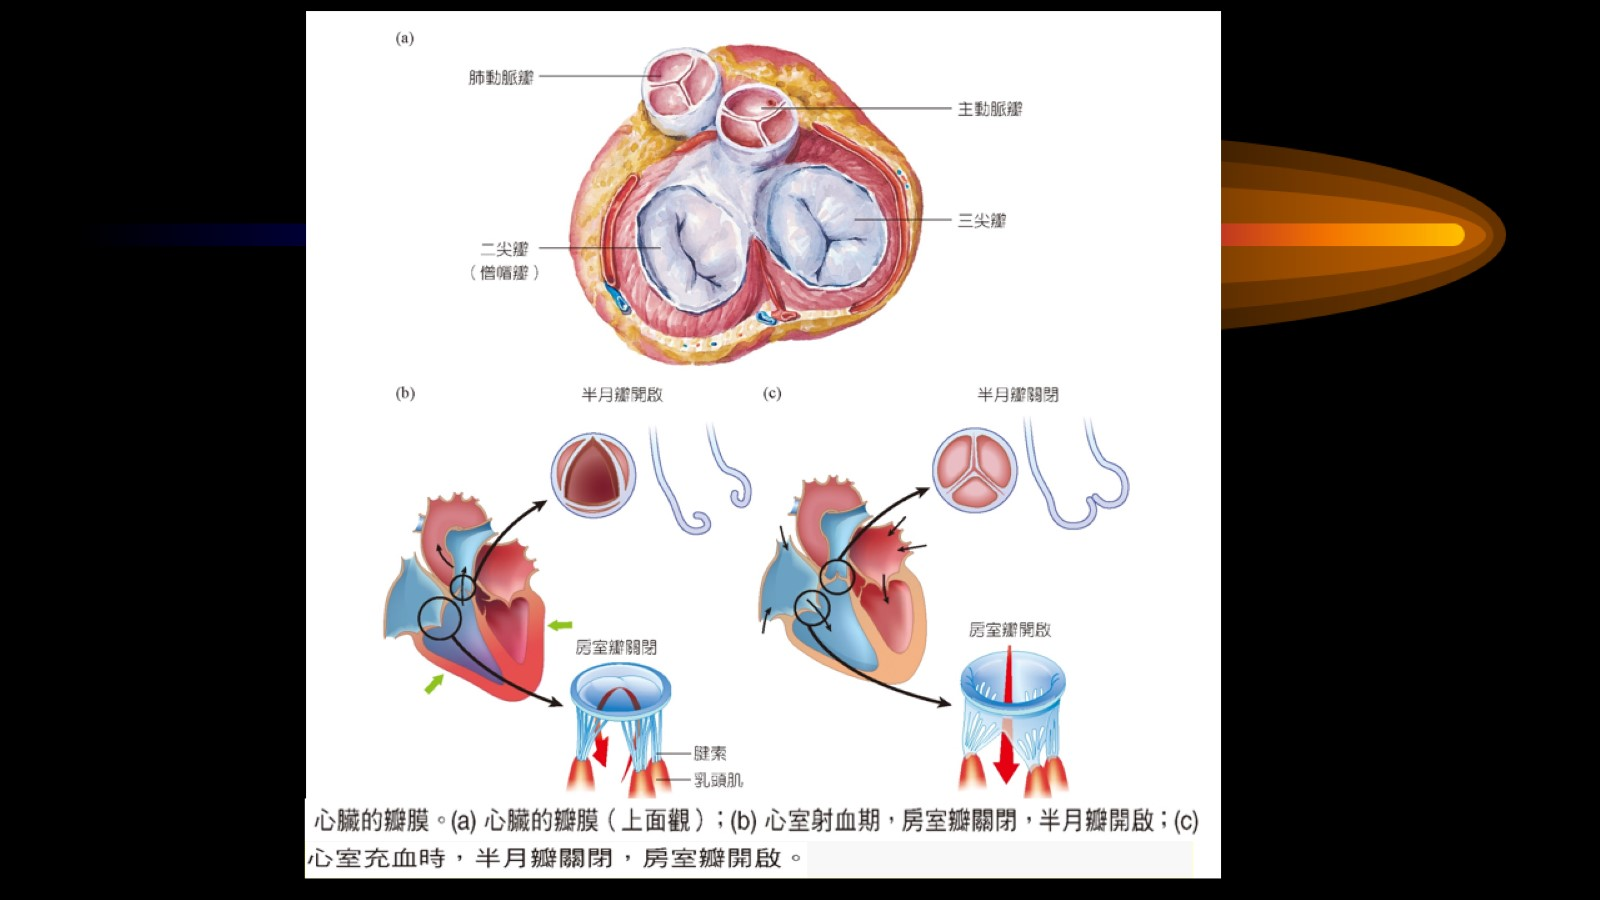 (a)
肺動脈瓣
主動脈瓣
三尖瓣
二尖瓣
（僧帽瓣）
(b)
半月瓣開啟
(c)
半月瓣關閉
房室瓣關閉
房室瓣開啟
腱索
乳頭肌
心臟的瓣膜。(a) 心臟的瓣膜（上面觀）；(b) 心室射血期，房室瓣關閉，半月瓣開啟；(c)
心室充血時，半月瓣關閉，房室瓣開啟。